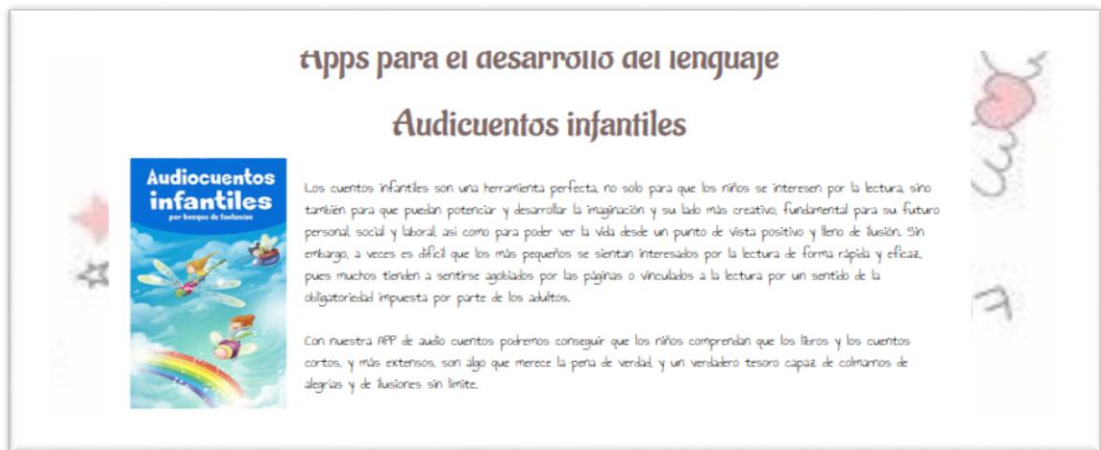 Apps para el desarrollo del lenguaje
Audicuentos infantiles
Audiocuentos
infantiles
por bosque de fantasías
Los cuentos infantiles son una herramienta perfecta, no solo para que los niños se interesen por la lectura, sino
también para que puedan potenciar y desarrollar la imaginación y su lado más creativo, fundamental para su futuro
personal, social y laboral, asi como para poder ver la vida desde un punto de vista positivo y lleno de ilusión. Sin
embargo, a veces es difícil que los más pequeños se sientan interesados por la lectura de forma rápida y eficaz,
pues muchos tienden a sentirse agobiados por las páginas o vinculados a la lectura por un sentido de la
obligatoriedad impuesta por parte de los adultos.
Con nuestra APP de audio cuentos podremos conseguir que los niños comprendan que los libros y los cuentos
cortos, y más extensos, son algo que merece la pena de verdad, y un verdadero tesoro capaz de colmarnos de
alegrías y de ilusiones sin límite.